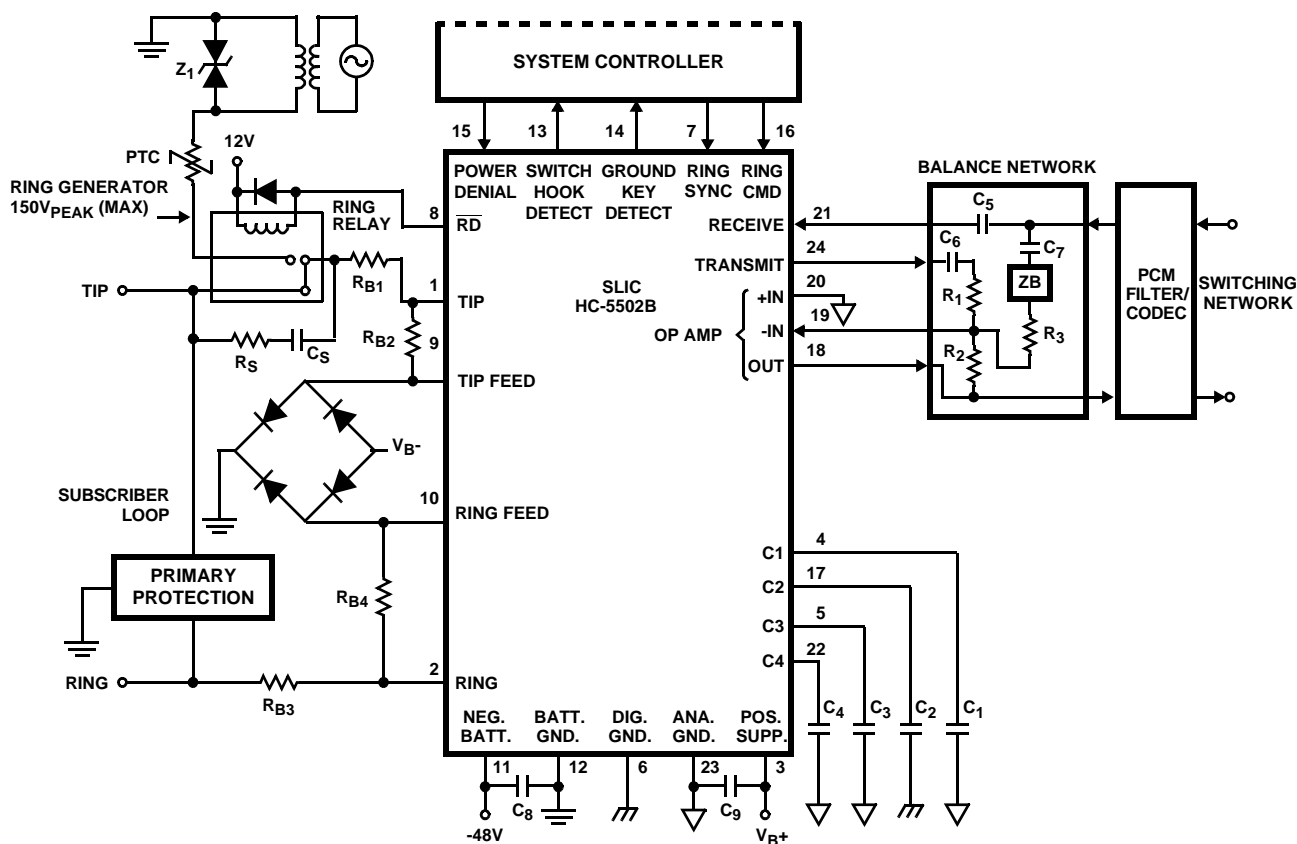 SYSTEM CONTROLLER
Z1
15
13
14
7
16
12V
PTC
RING GENERATOR
150VPEAK (MAX)
RING
RELAY
8
RD
POWER
DENIAL
SWITCH
HOOK
DETECT
GROUND
KEY
DETECT
RING
SYNC
RING
CMD
BALANCE NETWORK
21
RECEIVE
C5
C6
C7
24
TRANSMIT
ZB
R1
R3
R2
PCM
FILTER/
CODEC
SWITCHING
NETWORK
SLIC
HC-5502B
20
+IN
19
-IN
OP AMP
18
OUT
TIP
RB1
1
TIP
RS
CS
RB2
9
TIP FEED
VB-
SUBSCRIBER
LOOP
10
RING FEED
PRIMARY
PROTECTION
RB4
4
C1
17
C2
5
C3
22
C4
RING
RB3
2
RING
NEG.
BATT.
BATT.
GND.
DIG.
GND.
ANA.
GND.
POS.
SUPP.
C4
C3
C2
C1
11
12
6
23
3
C8
C9
-48V
VB+